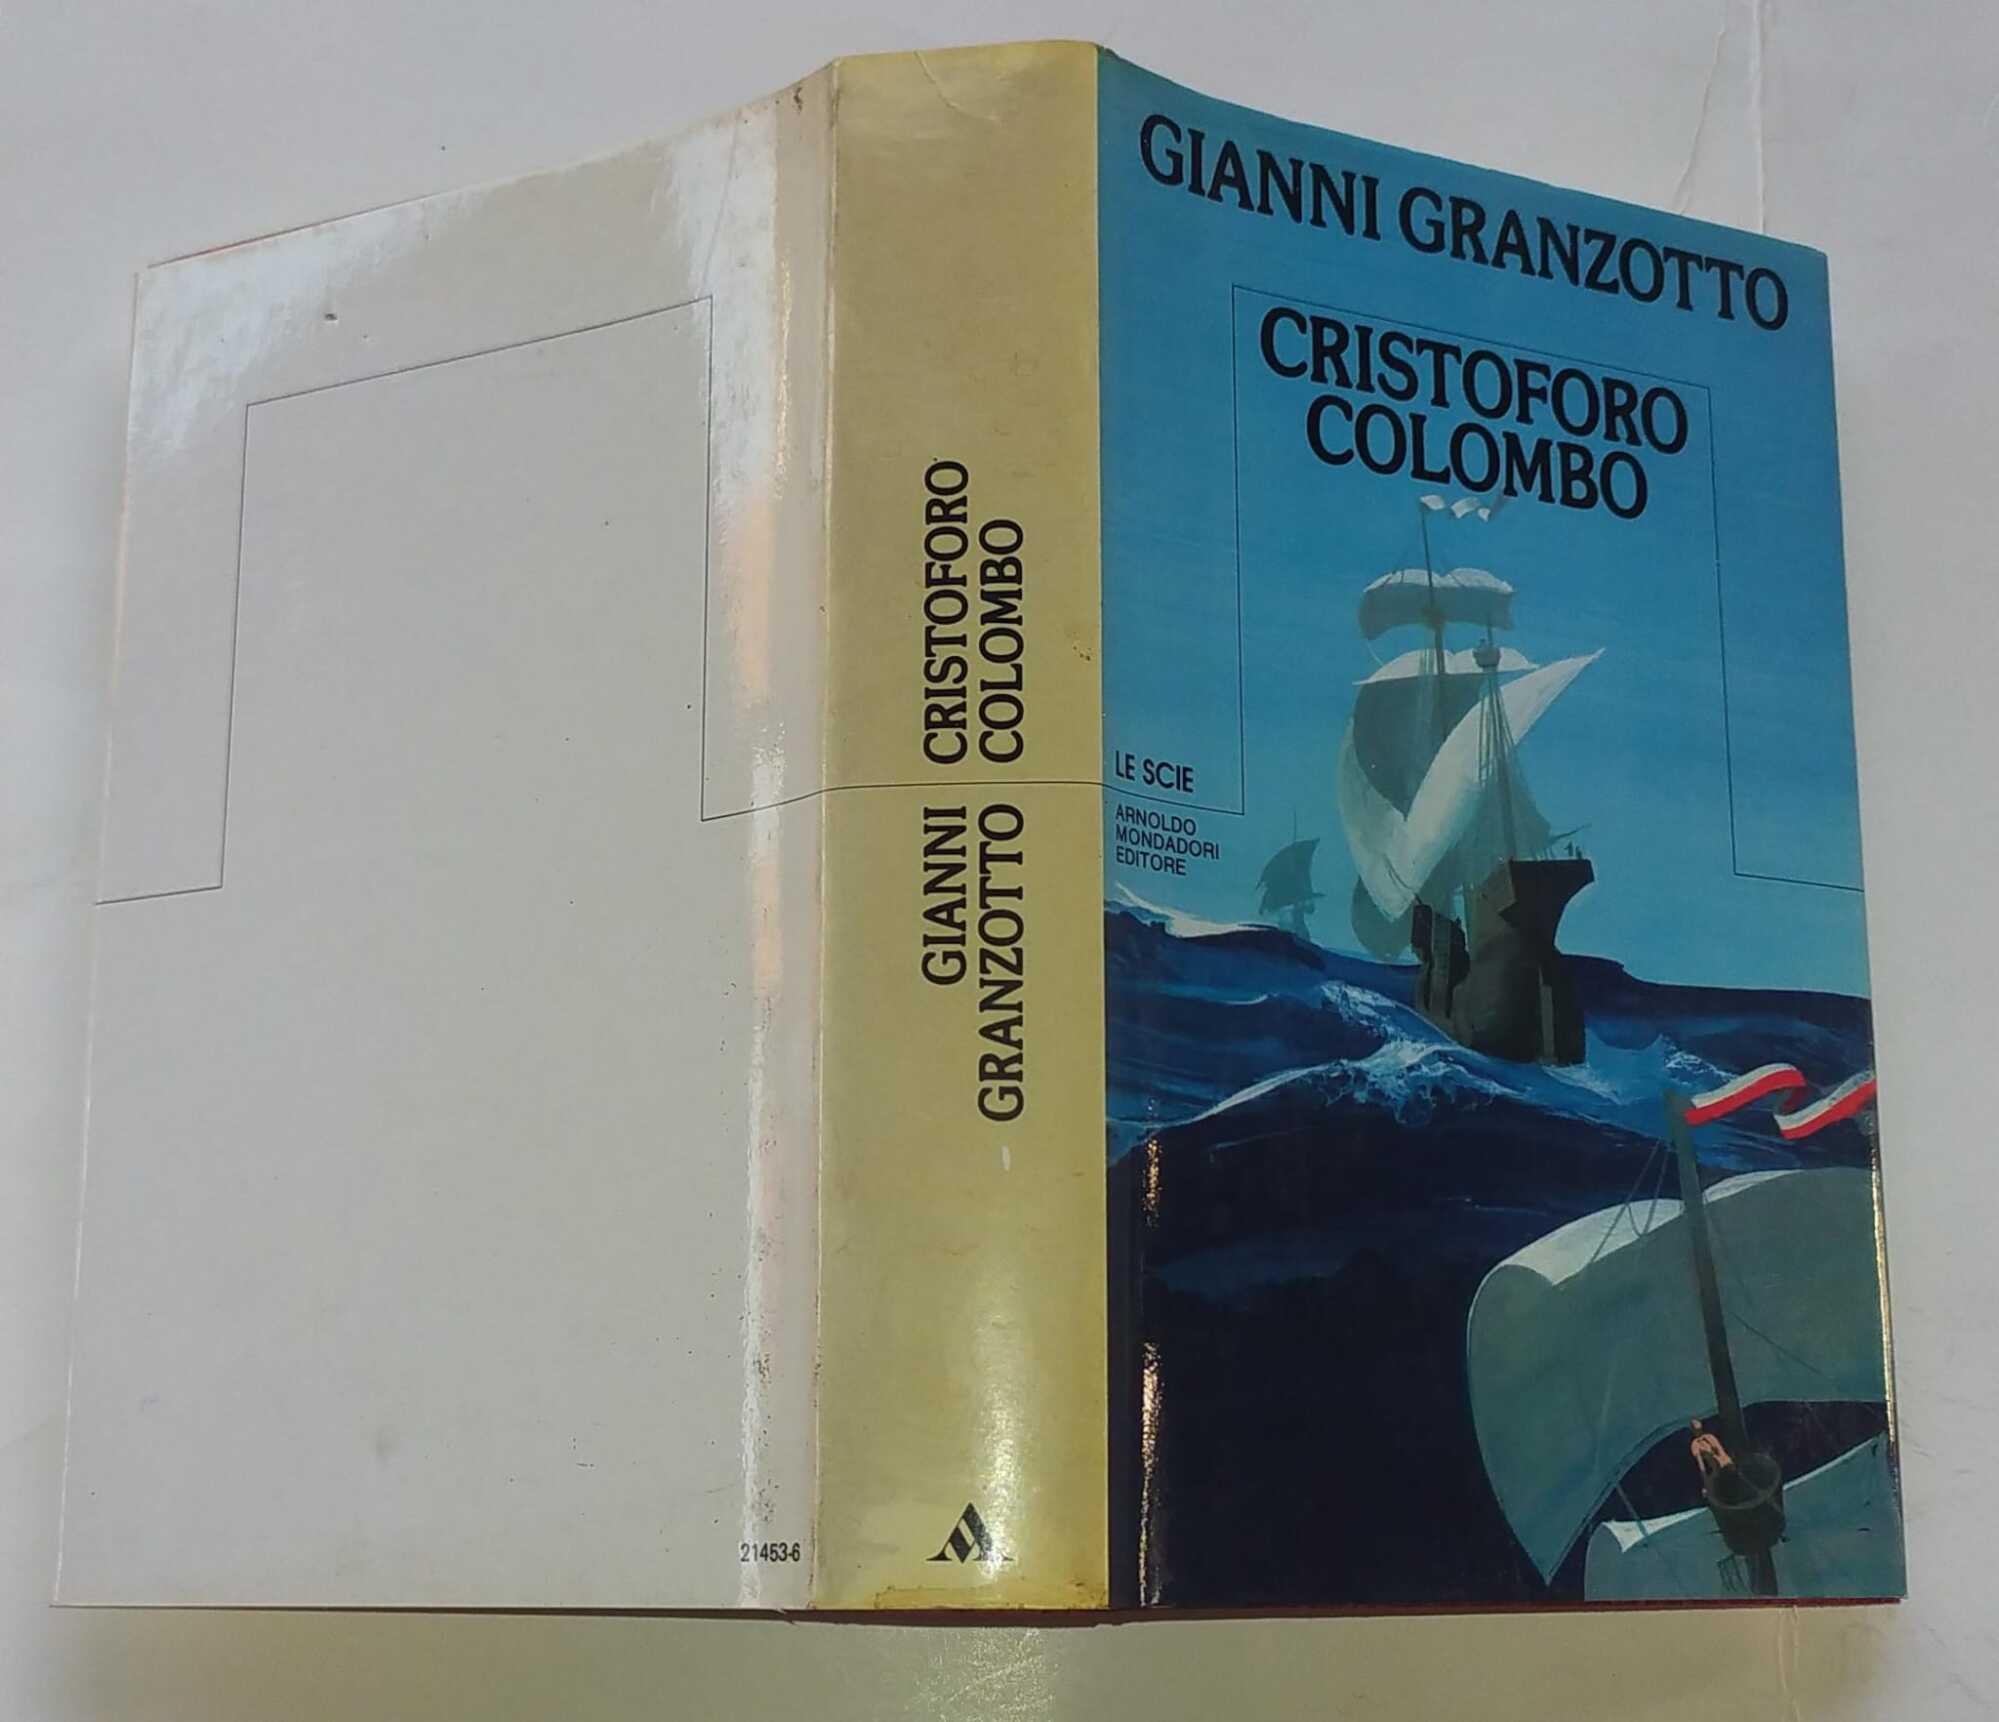 GIANNI GRANZOTTO
CRISTOFORO
COLOMBO
LE SCIE
ARNOLDO
MONDADORI
EDITORE
GIANNI
GRANZOTTO
CRISTOFORO
COLOMBO
21453-6